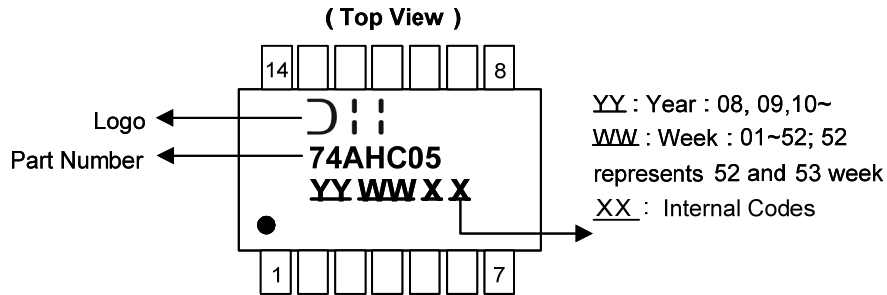 ( Top View )
14 8
Logo
Part Number
74AHC05
YY WW X X
1 7
YY : Year : 08, 09,10~
WW : Week : 01~52; 52
represents 52 and 53 week
XX : Internal Codes